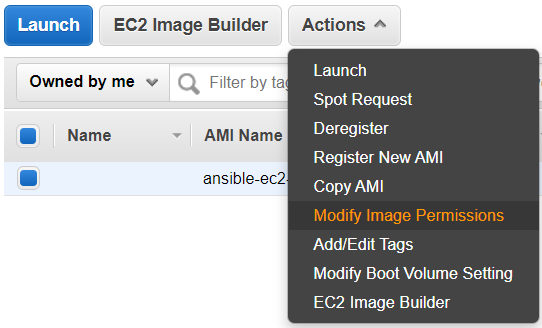 Launch
EC2 Image Builder
Actions
Owned by me
Filter by
Name
AMI Name
ansible-ec2-
Launch
Spot Request
Deregister
Register New AMI
Copy AMI
Modify Image Permissions
Add/Edit Tags
Modify Boot Volume Setting
EC2 Image Builder